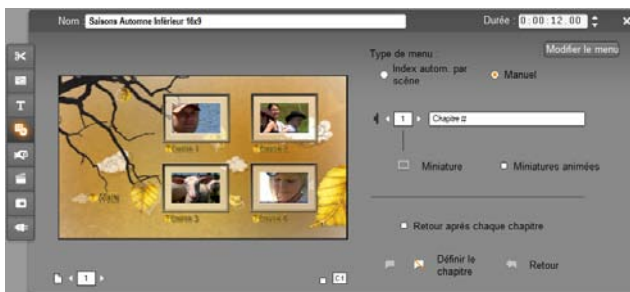 Nom : Saisons Automne Inférieur 16x9
Durée : 0:00:12.00
Type de menu :
Modifier le menu
Index autom. par
scène
Manuel
1
Chapitre #
Miniature
Miniatures animées
Retour après chaque chapitre
Définir le
chapitre
Retour
1
C1